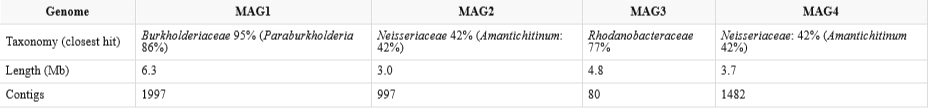 Genome MAG1 MAG2 MAG3 MAG4
Taxonomy (closest hit) Burkholderiaceae 95% (Paraburkholderia 86%) Neisseriaceae 42% (Amantichitinum: 42%) Rhodanobacteraceae 77% Neisseriaceae: 42% (Amantichitinum 42%)
Length (Mb) 6.3 3.0 4.8 3.7
Contigs 1997 997 80 1482